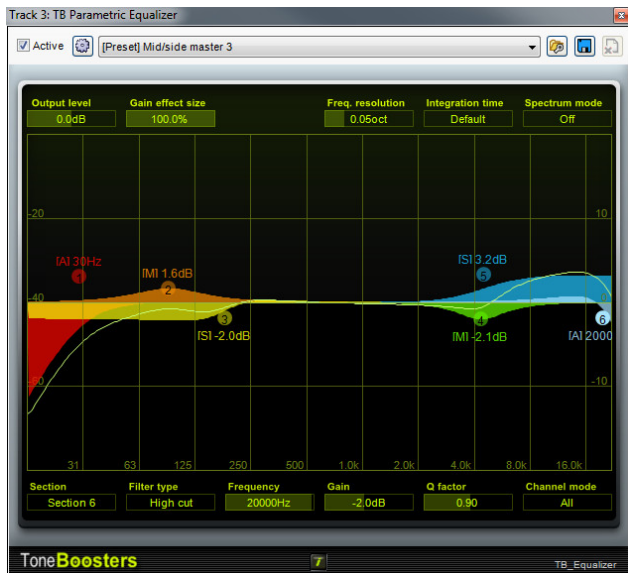 Track 3: TB Parametric Equalizer
Active [Preset] Mid/side master 3
Output level Gain effect size Freq. resolution Integration time Spectrum mode
0.0dB 100.0% 0.05oct Default Off
-20 10
[A] 30Hz [M] 1.6dB [S] 3.2dB
1 2 5
-40
3 4 6
[S] -2.0dB [M] -2.1dB [A] 2000
-60 -10
31 63 125 250 500 1.0k 2.0k 4.0k 8.0k 16.0k
Section Filter type Frequency Gain Q factor Channel mode
Section 6 High cut 20000Hz -2.0dB 0.90 All
ToneBoosters T TB_Equalizer